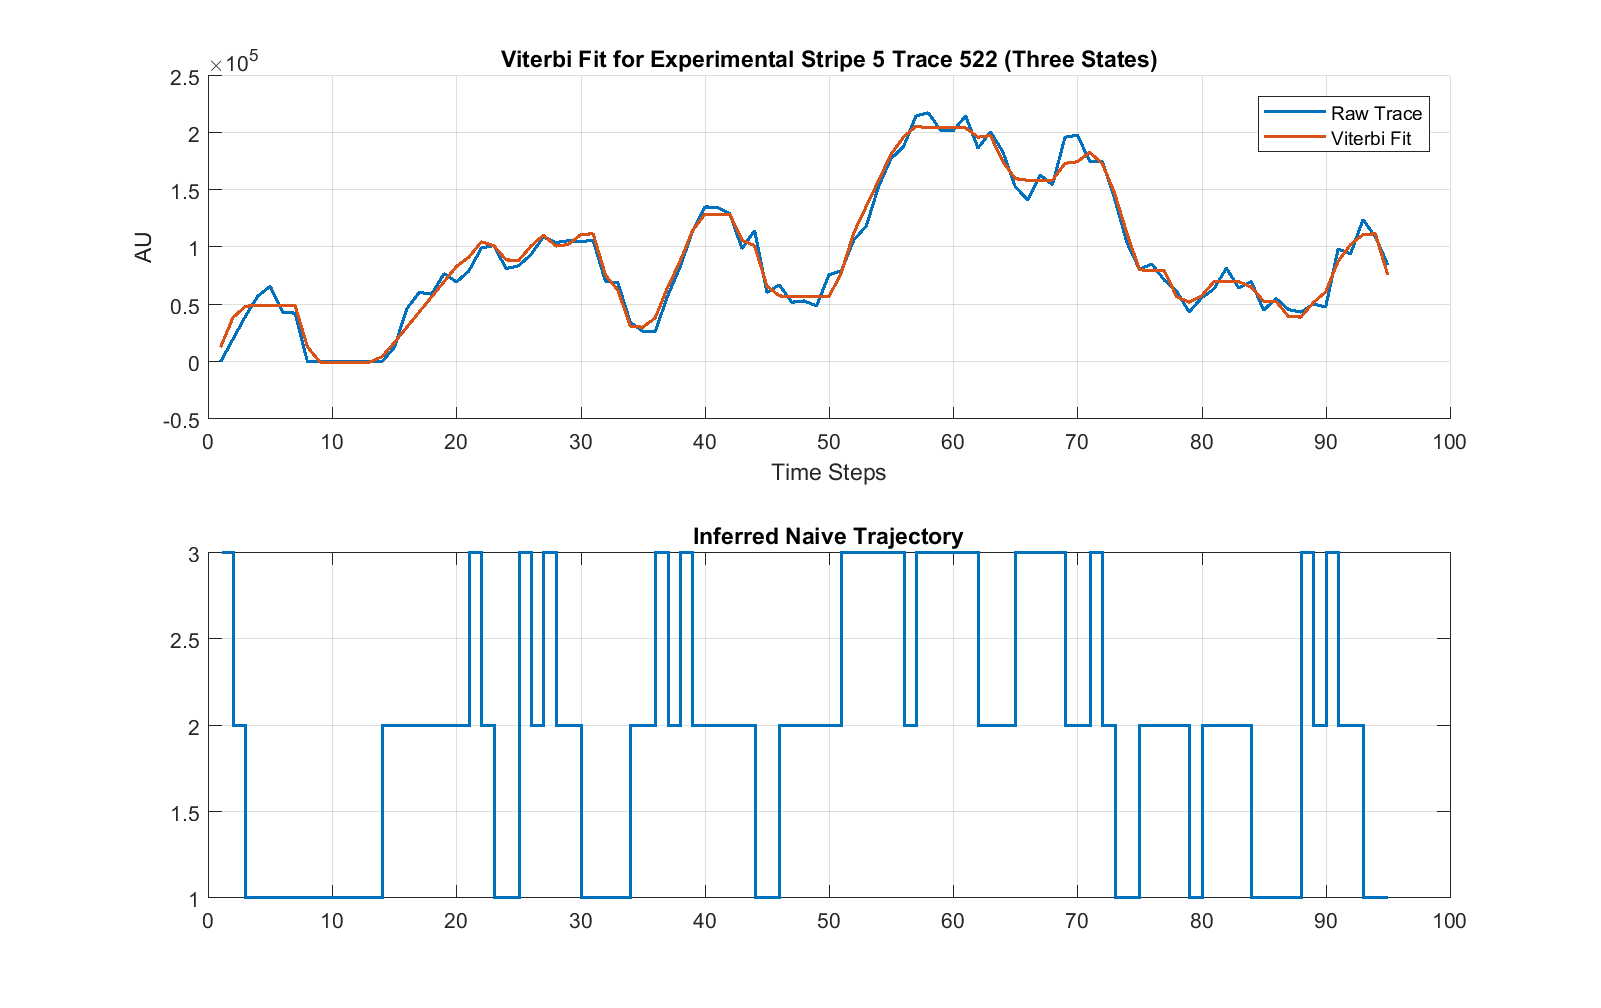 Viterbi Fit for Experimental Stripe 5 Trace 522 (Three States)
×10^5
2.5
2
1.5
1
0.5
0
-0.5
AU
Raw Trace
Viterbi Fit
0 10 20 30 40 50 60 70 80 90 100
Time Steps
Inferred Naive Trajectory
3
2.5
2
1.5
1
0 10 20 30 40 50 60 70 80 90 100